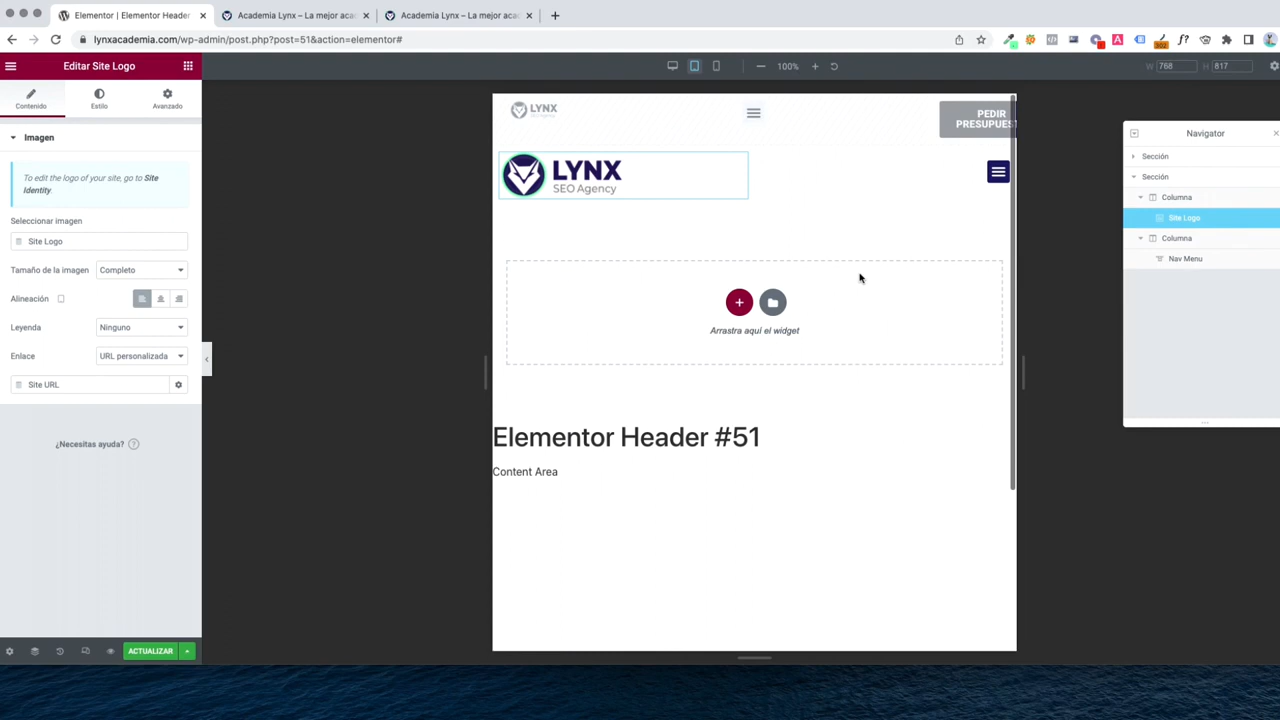 Elementor | Elementor Header
Academia Lynx – La mejor aca
Academia Lynx – La mejor aca
lynxacademia.com/wp-admin/post.php?post=51&action=elementor#
Editar Site Logo
100%
W 768
H 817
Contenido
Estilo
Avanzado
Imagen
To edit the logo of your site, go to Site
Identity.
Seleccionar imagen
Site Logo
Tamaño de la imagen
Completo
Alineación
Leyenda
Ninguno
Enlace
URL personalizada
Site URL
¿Necesitas ayuda?
ACTUALIZAR
LYNX
SEO Agency
PEDIR
PRESUPUES
LYNX
SEO Agency
Arrastra aquí el widget
Elementor Header #51
Content Area
Navigator
Sección
Sección
Columna
Site Logo
Columna
Nav Menu